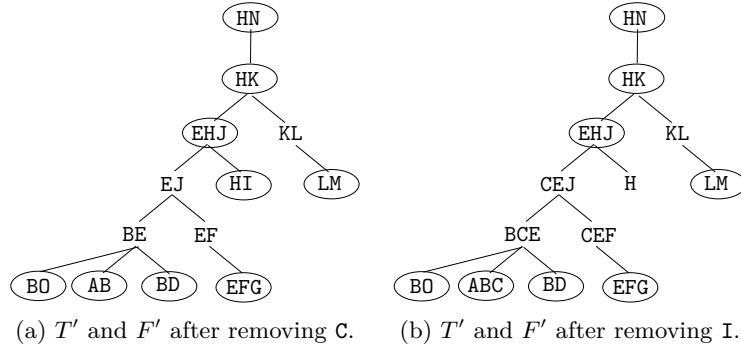 HN HN
HK HK
EHJ KL EHJ KL
EJ HI LM CEJ H LM
BE EF BCE CEF
BO AB BD EFG BO ABC BD EFG
(a) T′ and F′ after removing C. (b) T′ and F′ after removing I.